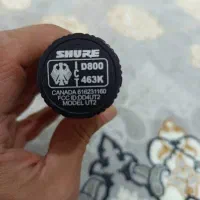 SHURE
I D800
C
T 463K
CANADA 616231160
FCC ID:DD4UT2
MODEL UT2